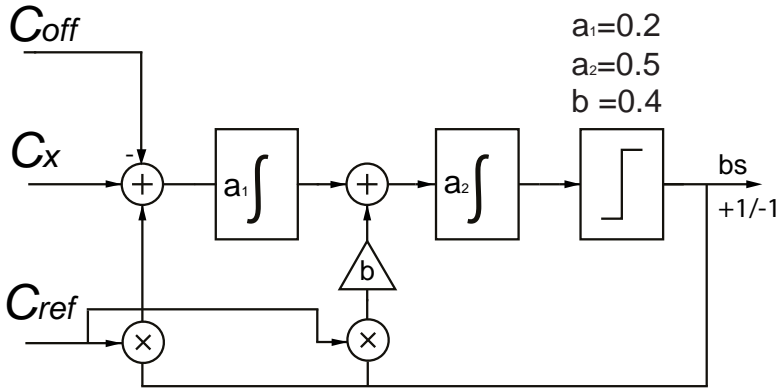 Coff
a₁=0.2
a₂=0.5
b =0.4
-
Cx
+
a₁∫
+
a₂∫
bs
+1/-1
b
Cref
×
×